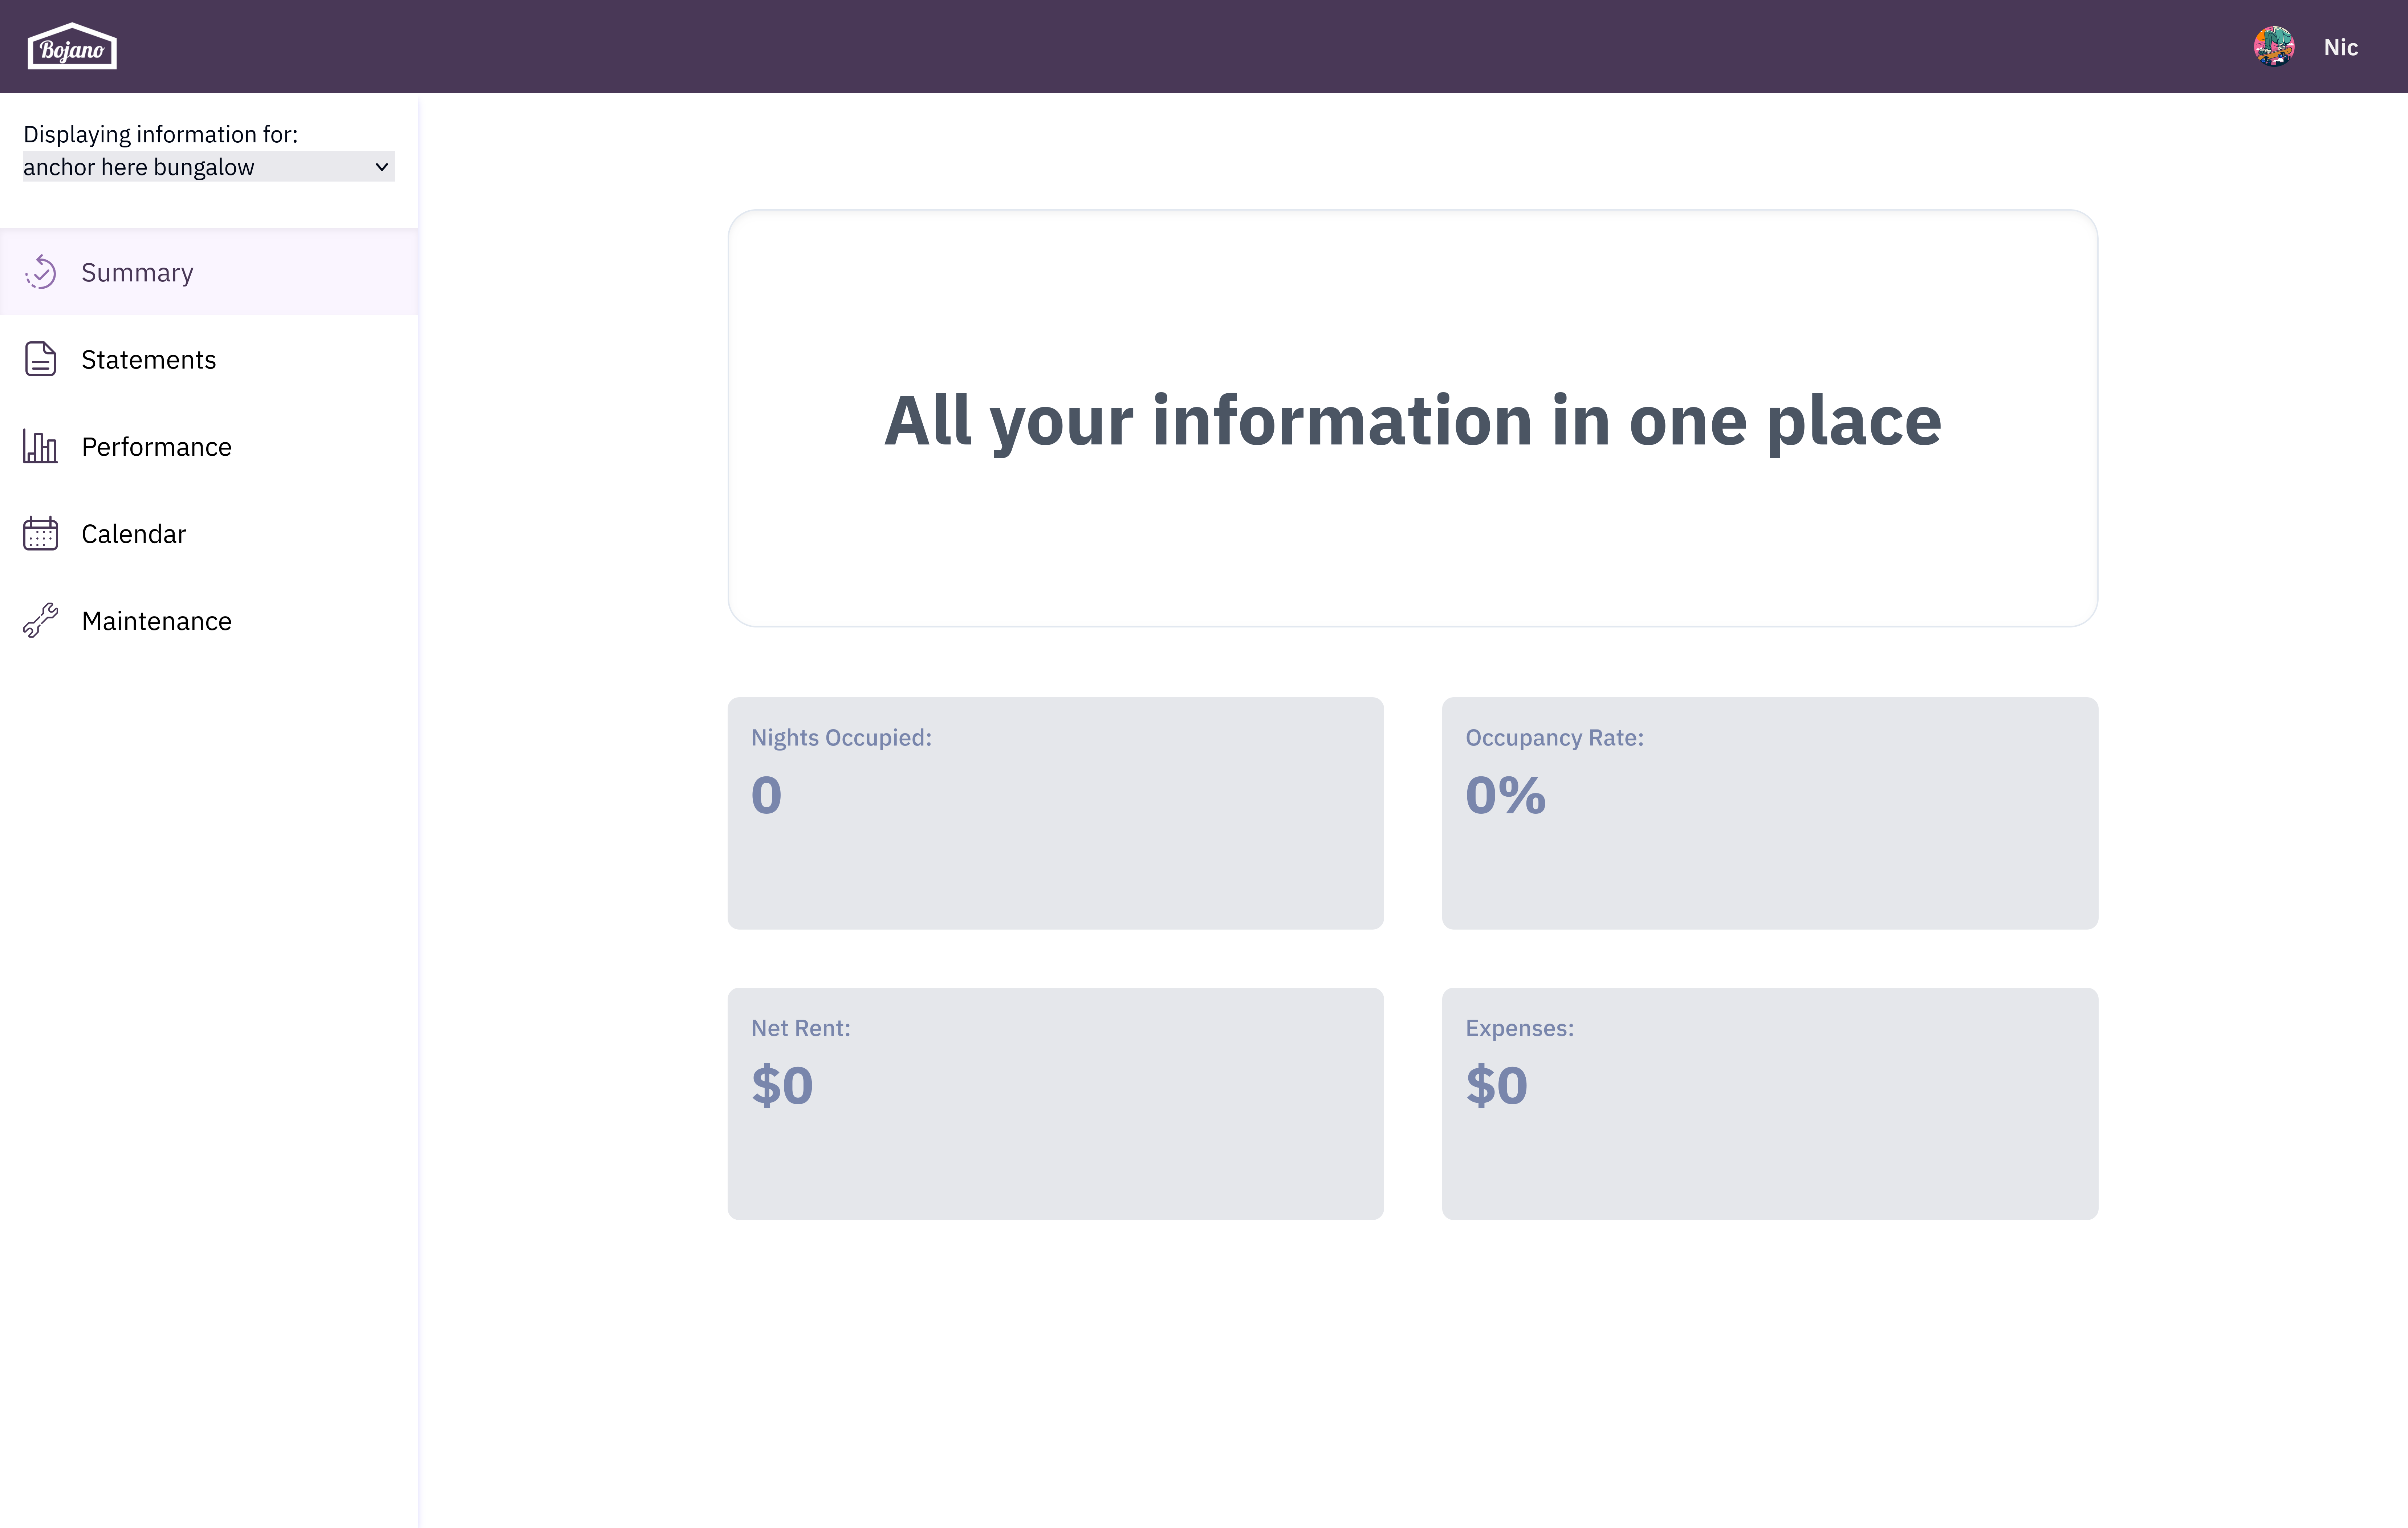 Bojano
Nic
Displaying information for:
anchor here bungalow
Summary
Statements
Performance
Calendar
Maintenance
All your information in one place
Nights Occupied:
0
Occupancy Rate:
0%
Net Rent:
$0
Expenses:
$0